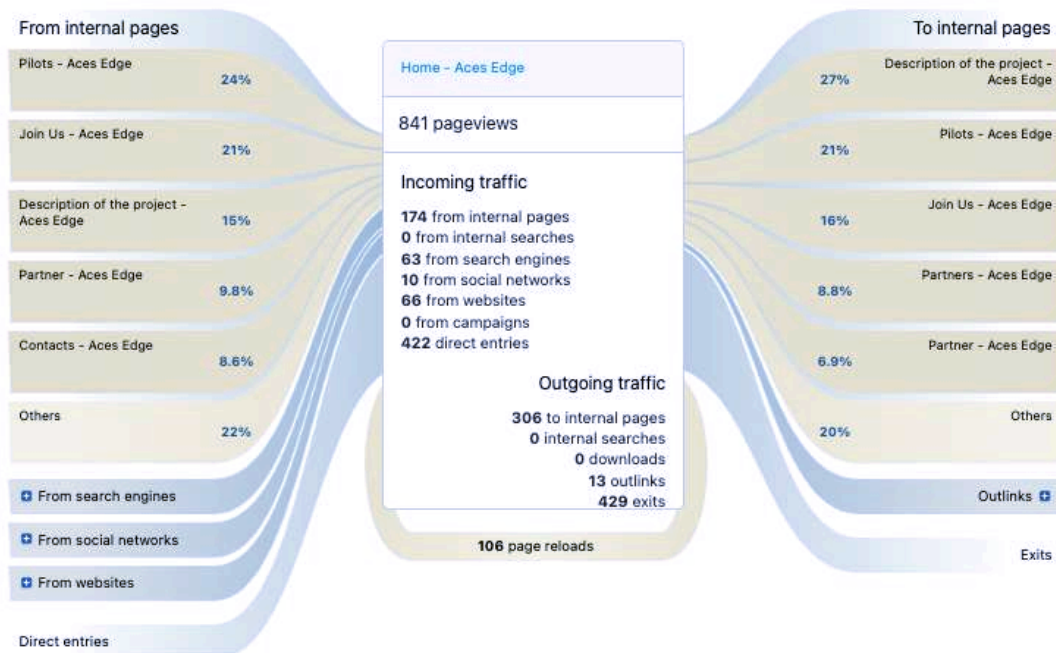 From internal pages
Pilots - Aces Edge
24%
Join Us - Aces Edge
21%
Description of the project -
Aces Edge
15%
Partner - Aces Edge
9.8%
Contacts - Aces Edge
8.6%
Others
22%
From search engines
From social networks
From websites
Direct entries
Home - Aces Edge
841 pageviews
Incoming traffic
174 from internal pages
0 from internal searches
63 from search engines
10 from social networks
66 from websites
0 from campaigns
422 direct entries
Outgoing traffic
306 to internal pages
0 internal searches
0 downloads
13 outlinks
429 exits
106 page reloads
To internal pages
Description of the project -
Aces Edge
27%
Pilots - Aces Edge
21%
Join Us - Aces Edge
16%
Partners - Aces Edge
8.8%
Partner - Aces Edge
6.9%
Others
20%
Outlinks
Exits